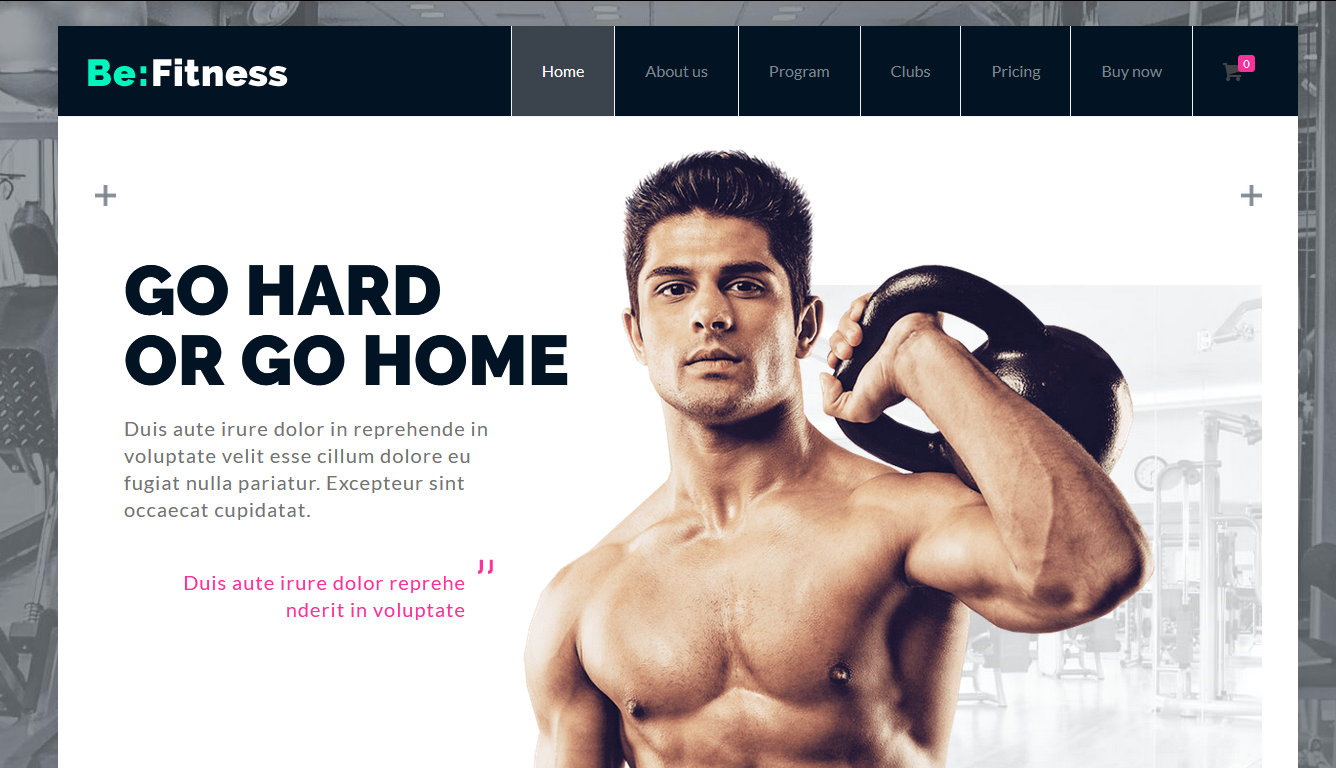 Be:Fitness
Home
About us
Program
Clubs
Pricing
Buy now
0
GO HARD
OR GO HOME
Duis aute irure dolor in reprehende in
voluptate velit esse cillum dolore eu
fugiat nulla pariatur. Excepteur sint
occaecat cupidatat.
"
Duis aute irure dolor reprehe
nderit in voluptate